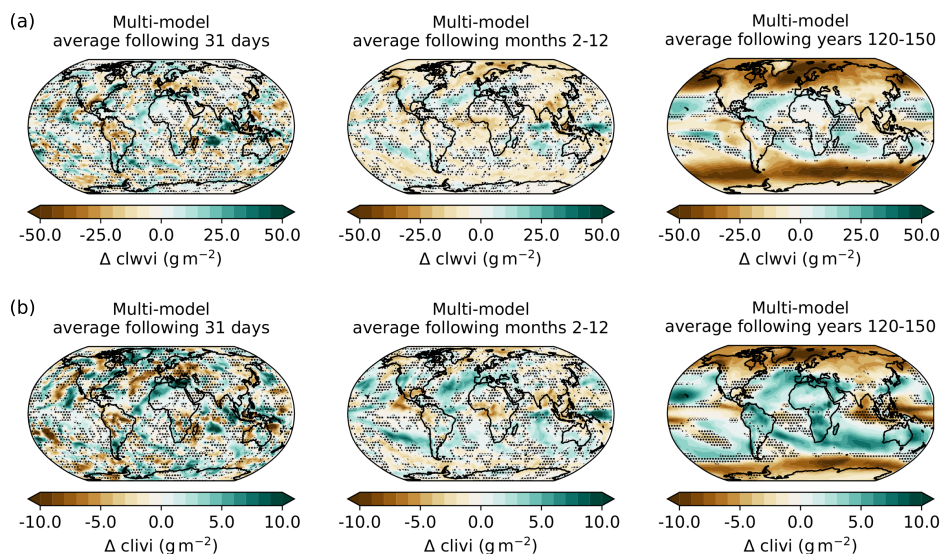 (a)
Multi-model
average following 31 days
Multi-model
average following months 2-12
Multi-model
average following years 120-150
-50.0 -25.0 0.0 25.0 50.0
Δ clwvi (g m⁻²)
-50.0 -25.0 0.0 25.0 50.0
Δ clwvi (g m⁻²)
-50.0 -25.0 0.0 25.0 50.0
Δ clwvi (g m⁻²)
(b)
Multi-model
average following 31 days
Multi-model
average following months 2-12
Multi-model
average following years 120-150
-10.0 -5.0 0.0 5.0 10.0
Δ clivi (g m⁻²)
-10.0 -5.0 0.0 5.0 10.0
Δ clivi (g m⁻²)
-10.0 -5.0 0.0 5.0 10.0
Δ clivi (g m⁻²)